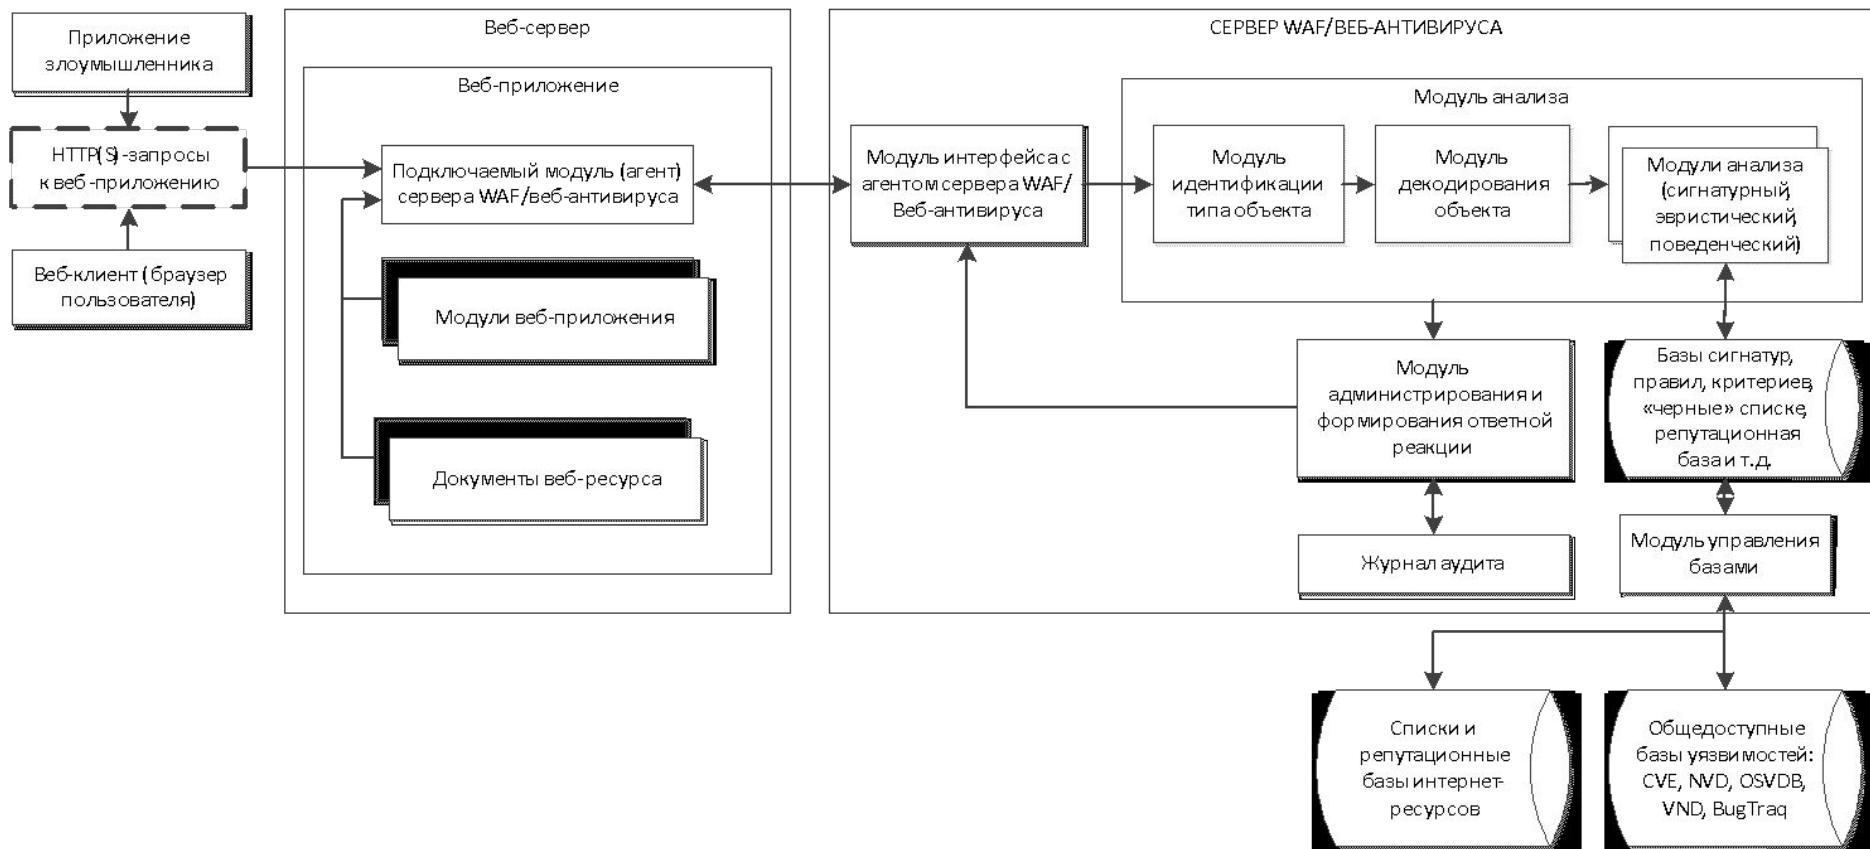 Приложение
злоумышленника
HTTP(S)-запросы
к веб-приложению
Веб-клиент (браузер
пользователя)
Веб-сервер
Веб-приложение
Подключаемый модуль (агент)
сервера WAF/веб-антивируса
Модули веб-приложения
Документы веб-ресурса
СЕРВЕР WAF/ВЕБ-АНТИВИРУСА
Модуль интерфейса с
агентом сервера WAF/
Веб-антивируса
Модуль анализа
Модуль
идентификации
типа объекта
Модуль
декодирования
объекта
Модули анализа
(сигнатурный,
эвристический,
поведенческий)
Модуль
администрирования и
формирования ответной
реакции
Базы сигнатур,
правил, критериев,
«черные» списке,
репутационная
база и т.д.
Журнал аудита
Модуль управления
базами
Списки и
репутационные
базы интернет-
ресурсов
Общедоступные
базы уязвимостей:
CVE, NVD, OSVDB,
VND, BugTraq